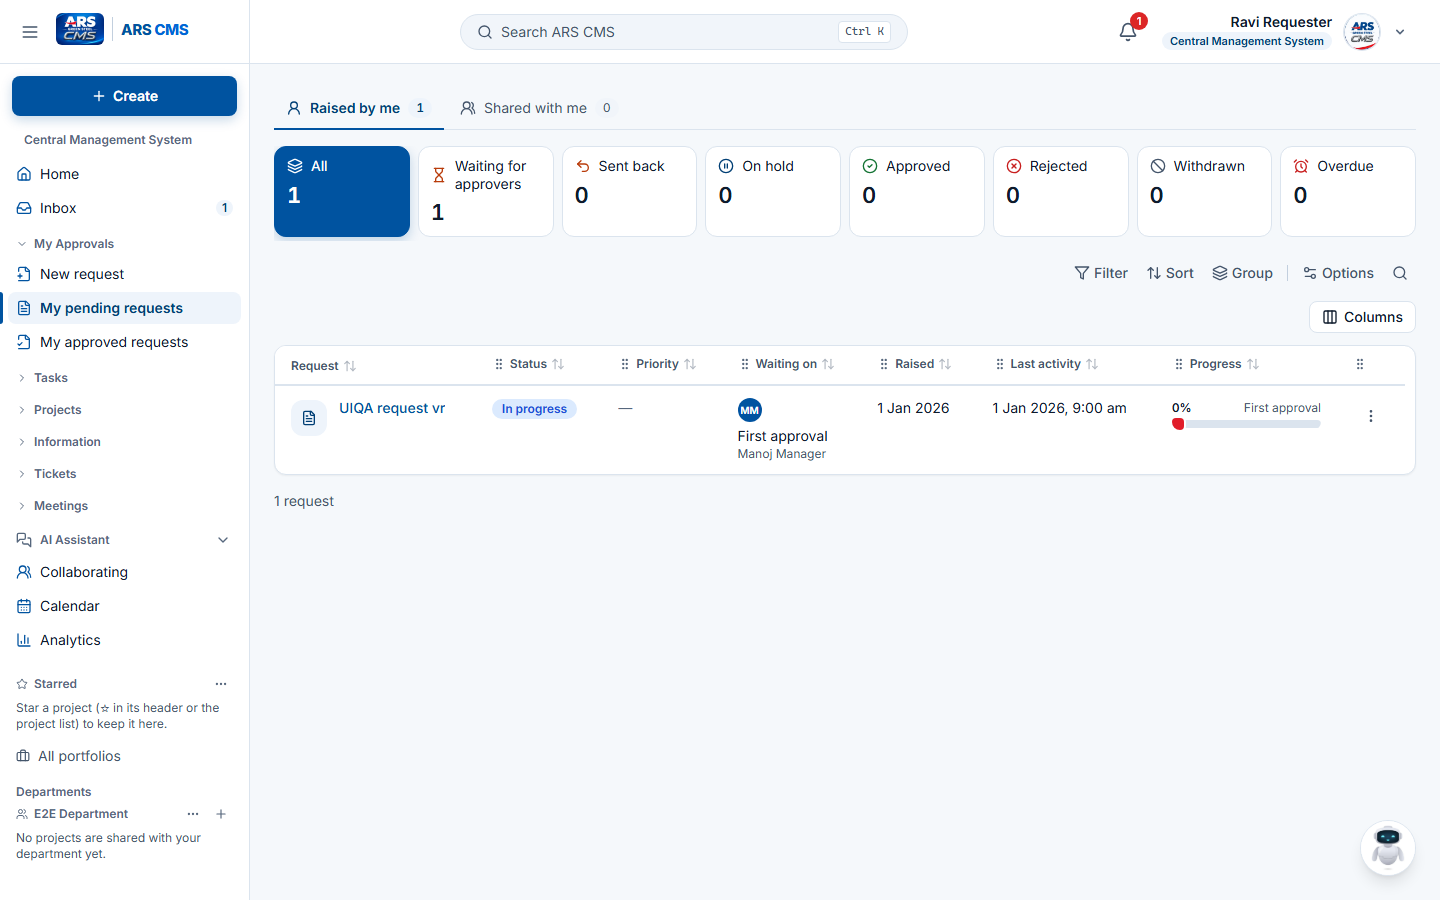 ARS
GREEN STEEL
CMS
ARS CMS
Search ARS CMS
Ctrl K
1
Ravi Requester
Central Management System
ARS
CMS
Create
Central Management System
Home
Inbox 1
My Approvals
New request
My pending requests
My approved requests
Tasks
Projects
Information
Tickets
Meetings
AI Assistant
Collaborating
Calendar
Analytics
Starred
Star a project (☆ in its header or the
project list) to keep it here.
All portfolios
Departments
E2E Department
No projects are shared with your
department yet.
Raised by me 1
Shared with me 0
All
1
Waiting for
approvers
1
Sent back
0
On hold
0
Approved
0
Rejected
0
Withdrawn
0
Overdue
0
Filter Sort Group Options
Columns
Request Status Priority Waiting on Raised Last activity Progress
UIQA request vr In progress — MM 1 Jan 2026 1 Jan 2026, 9:00 am 0% First approval
First approval
Manoj Manager
1 request